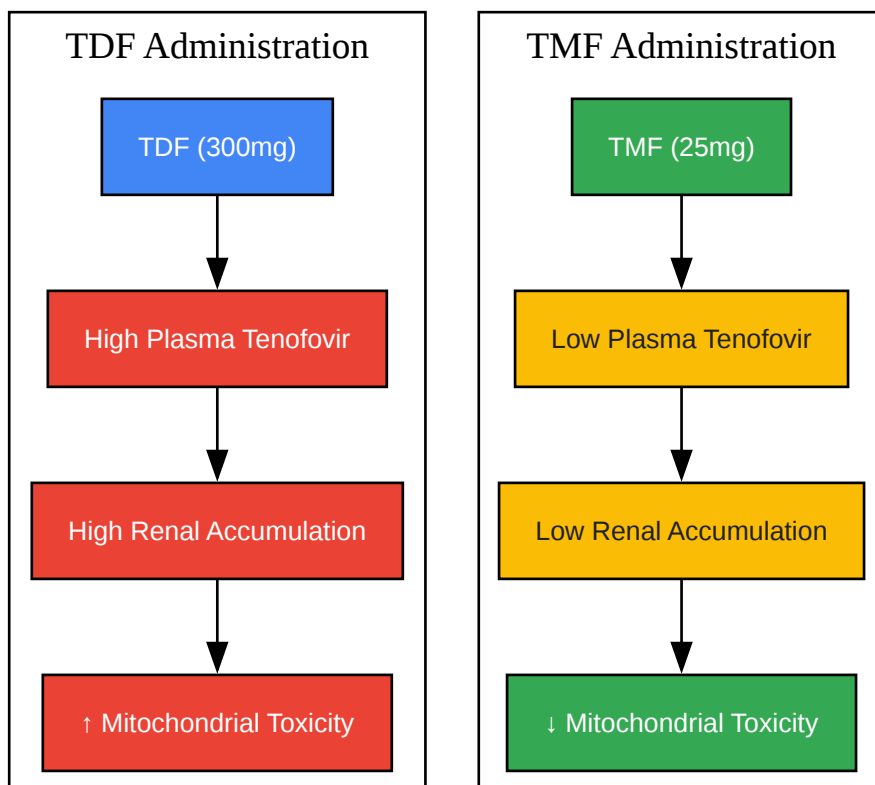 TDF Administration
TDF (300mg)
High Plasma Tenofovir
High Renal Accumulation
↑ Mitochondrial Toxicity
TMF Administration
TMF (25mg)
Low Plasma Tenofovir
Low Renal Accumulation
↓ Mitochondrial Toxicity